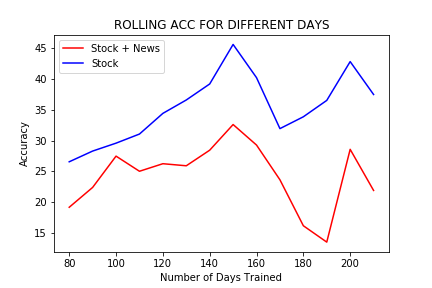 ROLLING ACC FOR DIFFERENT DAYS
Stock + News
Stock
45
40
35
30
25
20
15
Accuracy
80 100 120 140 160 180 200
Number of Days Trained